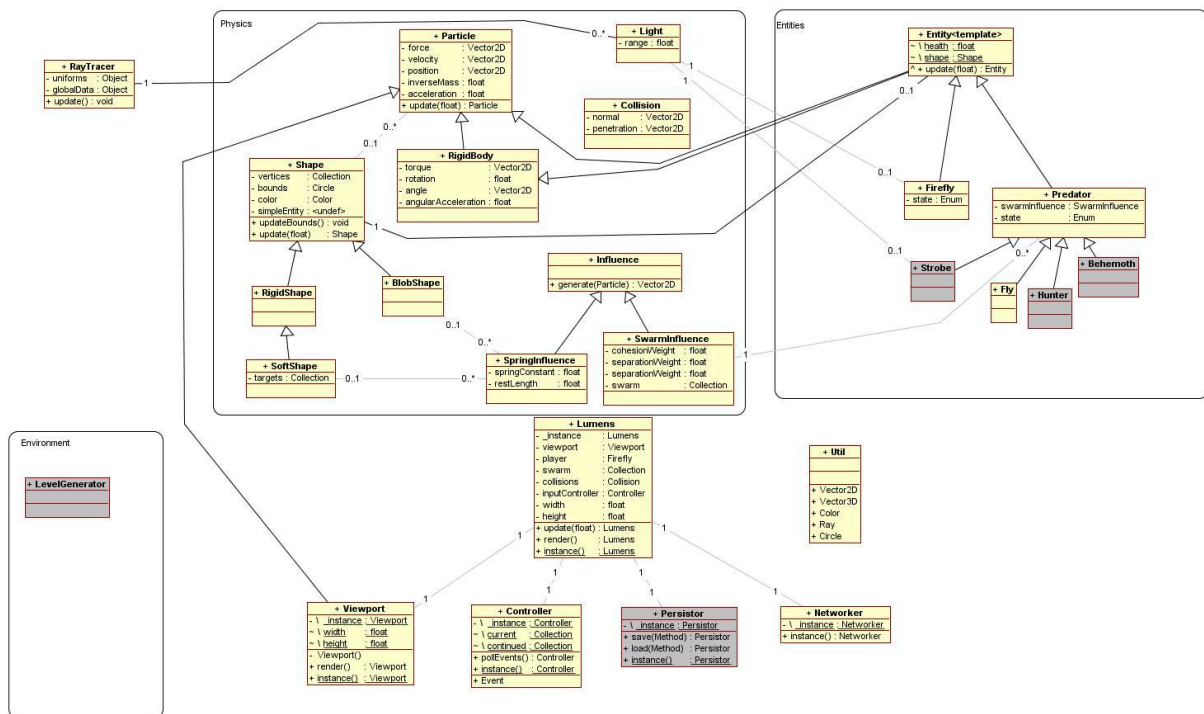 Physics
Entities
+ RayTracer
- uniforms : Object
- globalData : Object
+ update() : void
1
+ Particle
- force : Vector2D
- velocity : Vector2D
- position : Vector2D
- inverseMass : float
- acceleration : float
+ update(float) : Particle
0..*
+ Light
- range : float
1
1
+ Collision
- normal : Vector2D
- penetration : Vector2D
+ Entity<template>
~ \ health : float
~ \ shape : Shape
^ + update(float) : Entity
0..1
0..*
0..1
+ Shape
- vertices : Collection
- bounds : Circle
- color : Color
- simpleEntity : <undef>
+ updateBounds() : void
+ update(float) : Shape
1
+ RigidBody
- torque : Vector2D
- rotation : float
- angle : Vector2D
- angularAcceleration : float
0..1
+ Firefly
- state : Enum
+ Predator
- swarmInfluence : SwarmInfluence
- state : Enum
0..1
0..*
+ Strobe
+ Fly
+ Hunter
+ Behemoth
+ RigidShape
+ BlobShape
+ Influence
+ generate(Particle) : Vector2D
0..1
0..*
+ SoftShape
- targets : Collection
0..1
0..*
+ SpringInfluence
- springConstant : float
- restLength : float
+ SwarmInfluence
- cohesionWeight : float
- separationWeight : float
- separationWeight : float
- swarm : Collection
1
Environment
+ LevelGenerator
+ Lumens
- _instance : Lumens
- viewport : Viewport
- player : Firefly
- swarm : Collection
- collisions : Collision
- inputController : Controller
- width : float
- height : float
+ update(float) : Lumens
+ render() : Lumens
+ instance() : Lumens
1
1
1
1
+ Util
+ Vector2D
+ Vector3D
+ Color
+ Ray
+ Circle
1
1
1
1
+ Viewport
- \ _instance : Viewport
~ \ width : float
~ \ height : float
- Viewport()
+ render() : Viewport
+ instance() : Viewport
+ Controller
- \ _instance : Controller
~ \ current : Collection
~ \ continued : Collection
+ pollEvents() : Controller
+ instance() : Controller
+ Event
+ Persistor
- \ _instance : Persistor
+ save(Method) : Persistor
+ load(Method) : Persistor
+ instance() : Persistor
+ Networker
- \ _instance : Networker
+ instance() : Networker